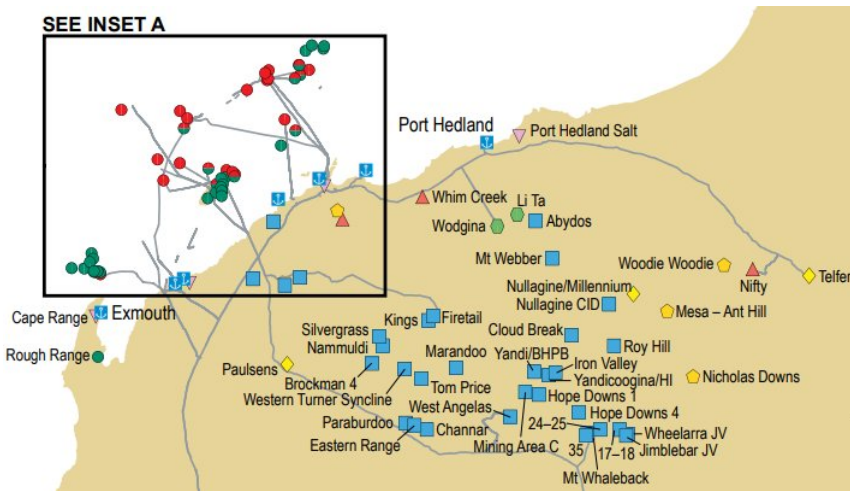 SEE INSET A
Port Hedland
Port Hedland Salt
Whim Creek
Li Ta
Wodgina
Abydos
Mt Webber
Woodie Woodie
Nifty
Telfer
Nullagine/Millennium
Nullagine CID
Mesa – Ant Hill
Cape Range
Exmouth
Rough Range
Kings
Firetail
Silvergrass
Nammuldi
Cloud Break
Roy Hill
Paulsens
Brockman 4
Marandoo
Yandi/BHPB
Iron Valley
Western Turner Syncline
Tom Price
Yandicoogina/HI
Nicholas Downs
Hope Downs 1
West Angelas
Hope Downs 4
Paraburdoo
24–25
Wheelarra JV
Eastern Range
Channar
Mining Area C
35
17–18
Jimblebar JV
Mt Whaleback